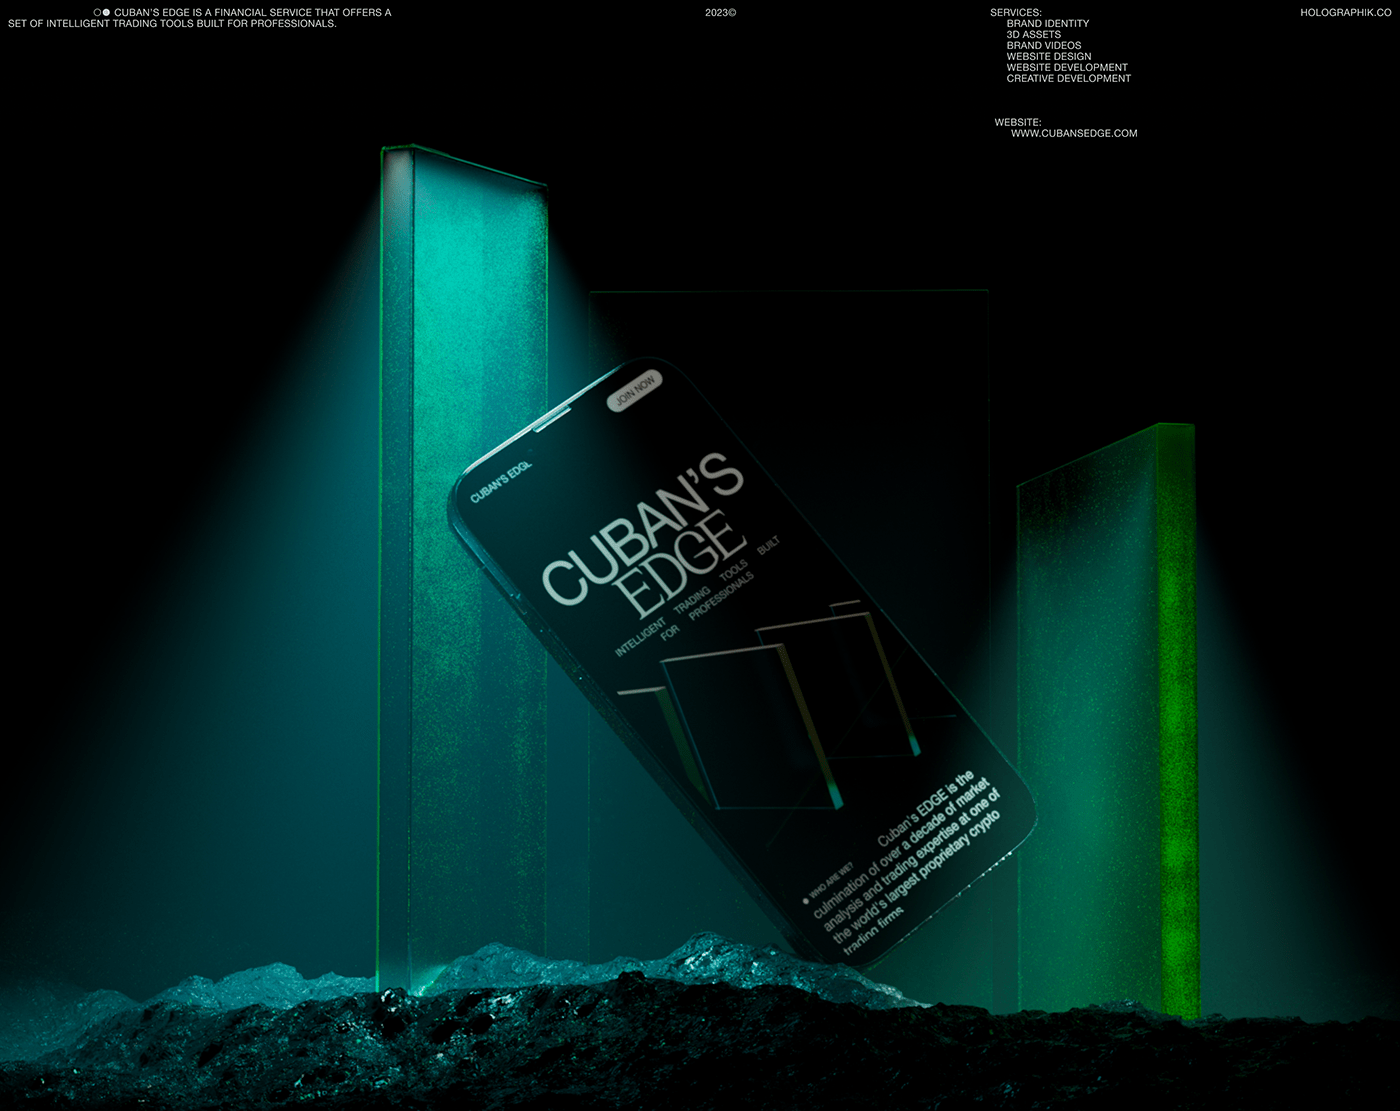 ○● CUBAN'S EDGE IS A FINANCIAL SERVICE THAT OFFERS A
SET OF INTELLIGENT TRADING TOOLS BUILT FOR PROFESSIONALS.
2023©
SERVICES:
BRAND IDENTITY
3D ASSETS
BRAND VIDEOS
WEBSITE DESIGN
WEBSITE DEVELOPMENT
CREATIVE DEVELOPMENT
WEBSITE:
WWW.CUBANSEDGE.COM
HOLOGRAPHIK.CO
CUBAN'S EDGE
JOIN NOW
CUBAN'S
EDGE
INTELLIGENT TRADING TOOLS BUILT
FOR PROFESSIONALS
WHO ARE WE?
Cuban's EDGE is the
culmination of over a decade of market
analysis and trading expertise at one of
the world's largest proprietary crypto
trading firms